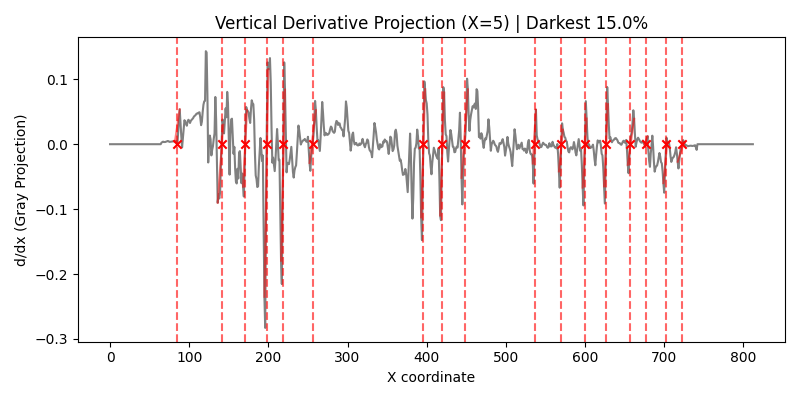 Vertical Derivative Projection (X=5) | Darkest 15.0%
0.1
0.0
−0.1
−0.2
−0.3
d/dx (Gray Projection)
0 100 200 300 400 500 600 700 800
X coordinate